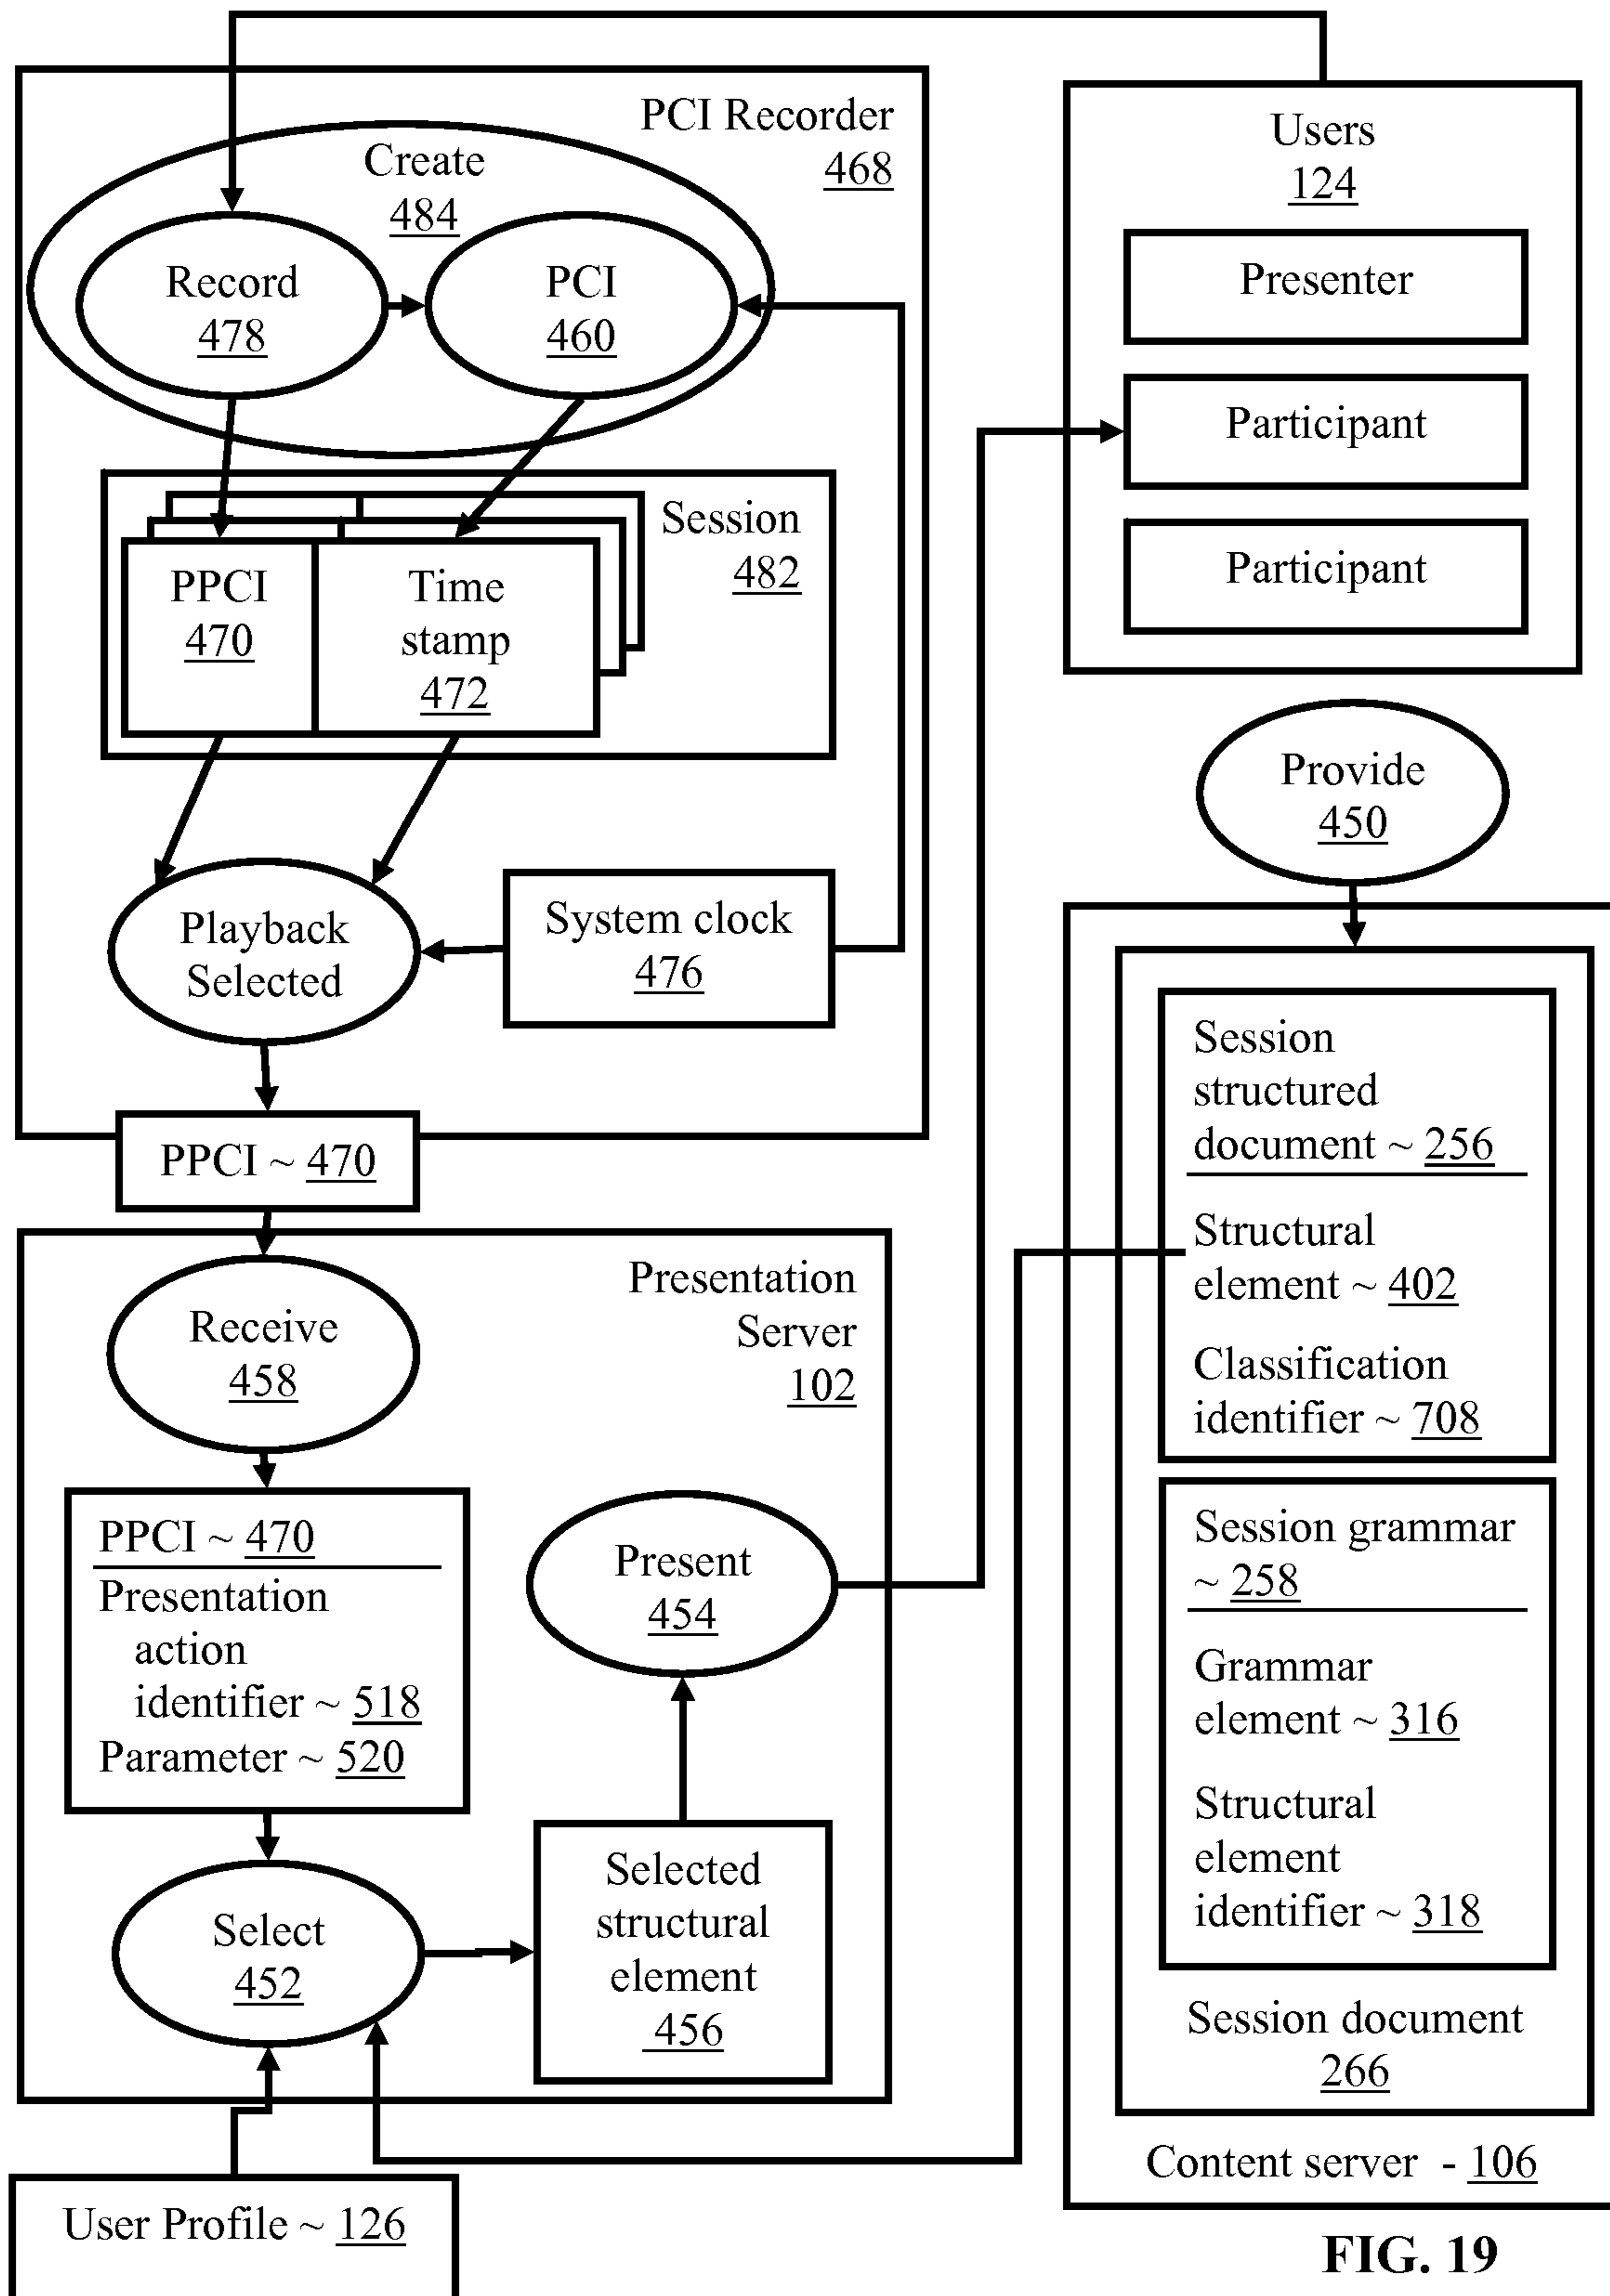 PCI Recorder
468
Create
484
Record
478
PCI
460
Session
482
PPCI
470
Time
stamp
472
Playback
Selected
System clock
476
PPCI ~ 470
Presentation
Server
102
Receive
458
PPCI ~ 470
Presentation
action
identifier ~ 518
Parameter ~ 520
Present
454
Select
452
Selected
structural
element
456
User Profile ~ 126
Users
124
Presenter
Participant
Participant
Provide
450
Session
structured
document ~ 256
Structural
element ~ 402
Classification
identifier ~ 708
Session grammar
~ 258
Grammar
element ~ 316
Structural
element
identifier ~ 318
Session document
266
Content server - 106
FIG. 19